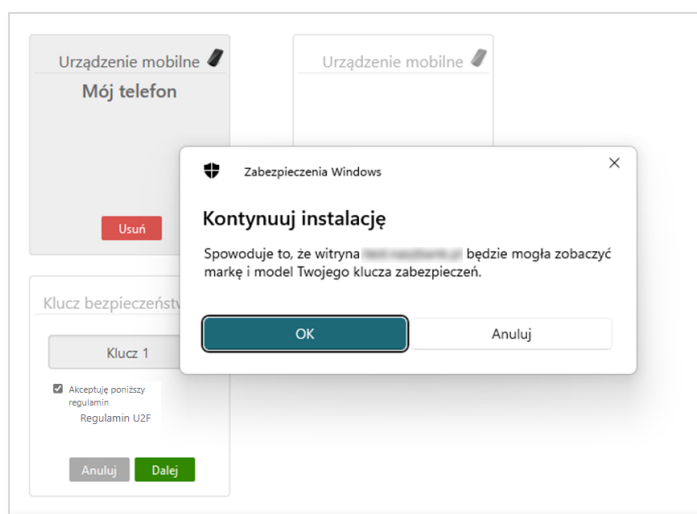 Urządzenie mobilne
Mój telefon
Usuń
Urządzenie mobilne
Zabezpieczenia Windows
Kontynuuj instalację
Spowoduje to, że witryna będzie mogła zobaczyć
markę i model Twojego klucza zabezpieczeń.
OK
Anuluj
Klucz
Klucz 1
Akceptuję poniższy
regulamin
Regulamin U2F
Anuluj
Dalej